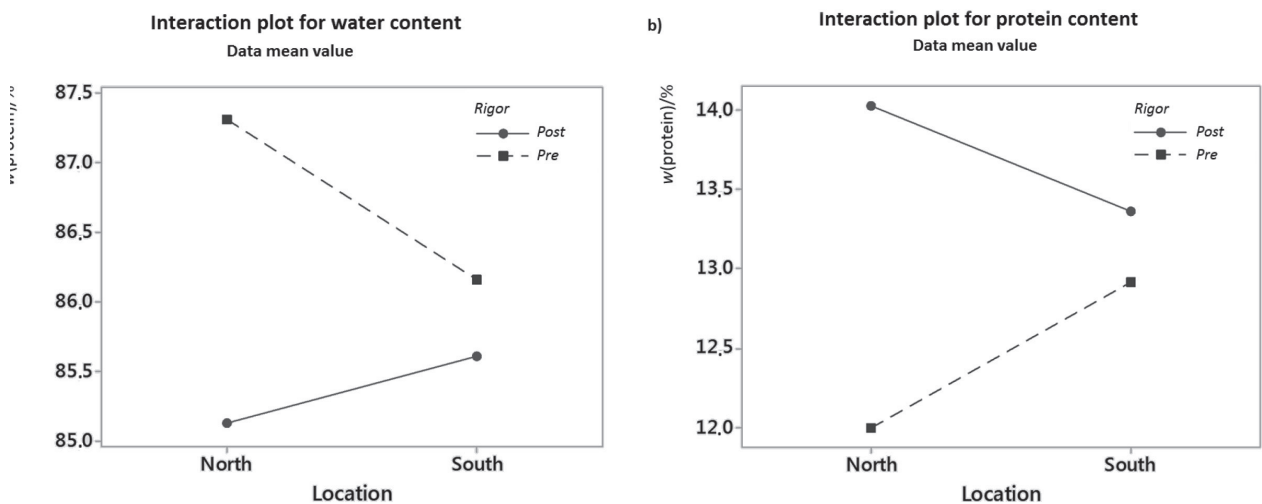 Interaction plot for water content
Data mean value
w(protein)/%
87.5
87.0
86.5
86.0
85.5
85.0
Rigor
Post
Pre
North
South
Location
b)
Interaction plot for protein content
Data mean value
w(protein)/%
14.0
13.5
13.0
12.5
12.0
Rigor
Post
Pre
North
South
Location